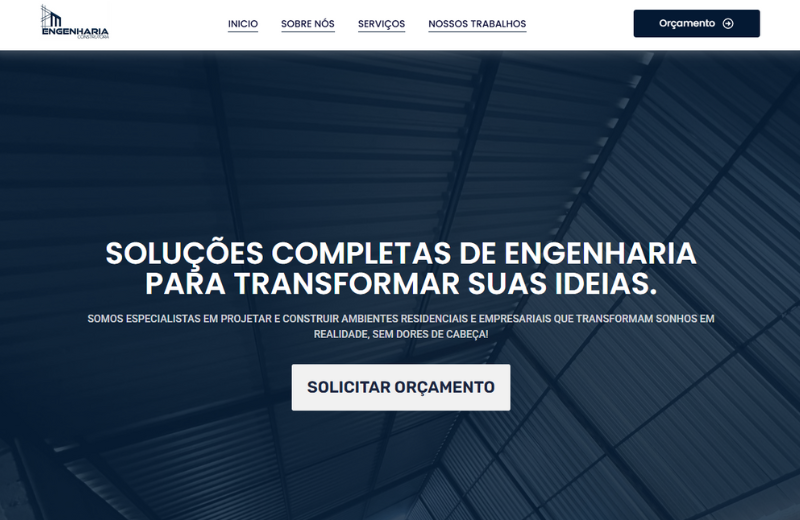 ENGENHARIA
CONSTRUTORA
INICIO
SOBRE NÓS
SERVIÇOS
NOSSOS TRABALHOS
Orçamento
SOLUÇÕES COMPLETAS DE ENGENHARIA
PARA TRANSFORMAR SUAS IDEIAS.
SOMOS ESPECIALISTAS EM PROJETAR E CONSTRUIR AMBIENTES RESIDENCIAIS E EMPRESARIAIS QUE TRANSFORMAM SONHOS EM
REALIDADE, SEM DORES DE CABEÇA!
SOLICITAR ORÇAMENTO